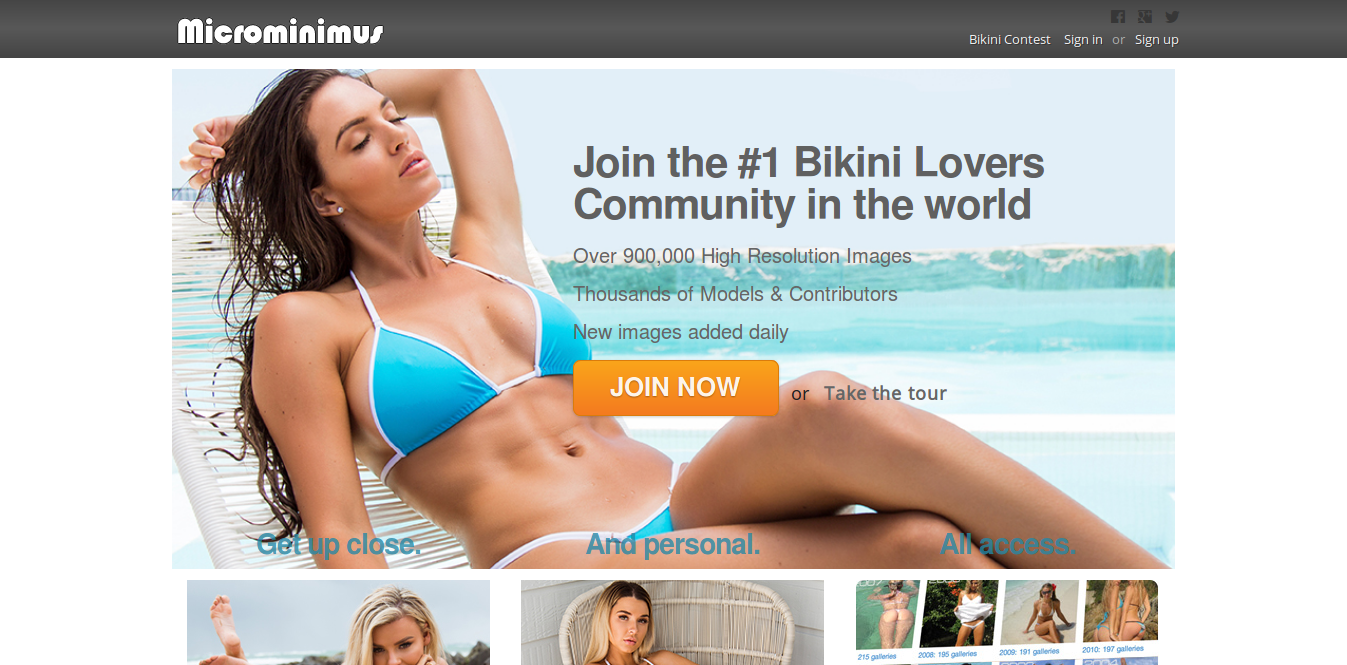 Microminimus
Bikini Contest Sign in or Sign up
Join the #1 Bikini Lovers
Community in the world
Over 900,000 High Resolution Images
Thousands of Models & Contributors
New images added daily
JOIN NOW or Take the tour
Get up close. And personal. All access.
215 galleries 2008: 195 galleries 2009: 191 galleries 2010: 197 galleries